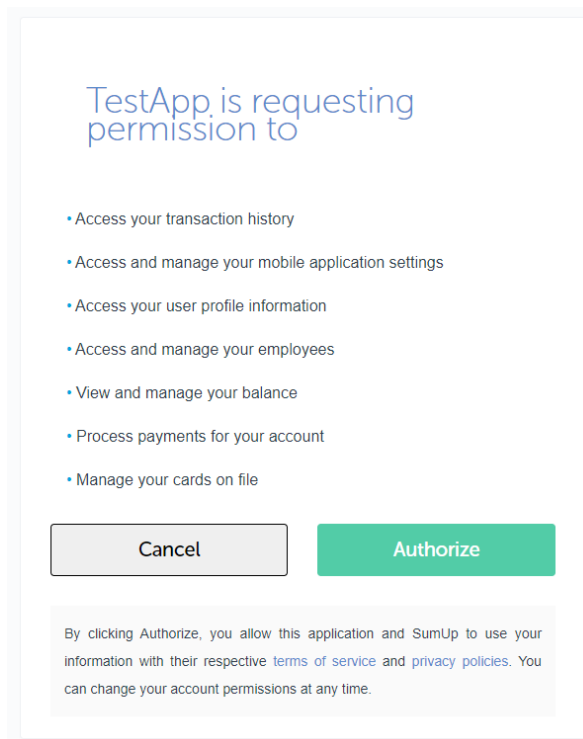 TestApp is requesting
permission to
• Access your transaction history
• Access and manage your mobile application settings
• Access your user profile information
• Access and manage your employees
• View and manage your balance
• Process payments for your account
• Manage your cards on file
Cancel
Authorize
By clicking Authorize, you allow this application and SumUp to use your
information with their respective terms of service and privacy policies. You
can change your account permissions at any time.